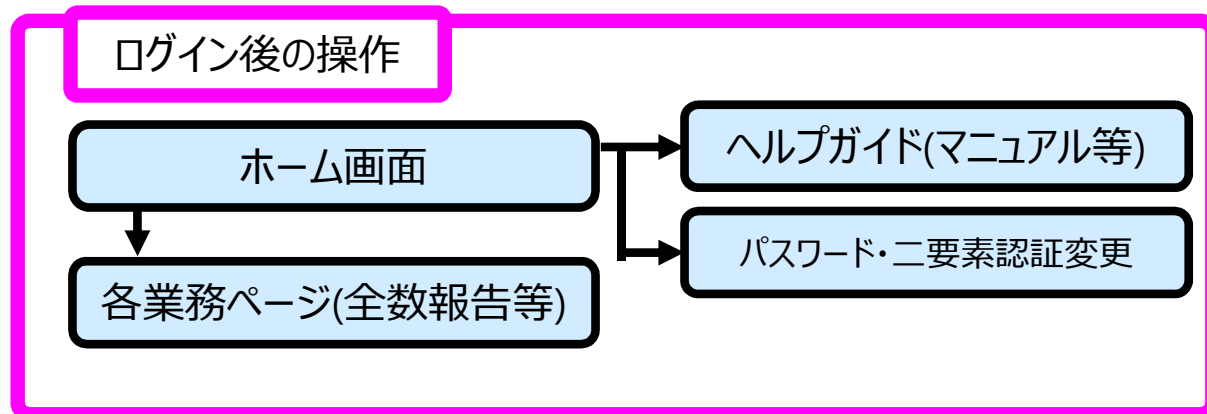 ログイン後の操作
ホーム画面
ヘルプガイド(マニュアル等)
パスワード・二要素認証変更
各業務ページ(全数報告等)